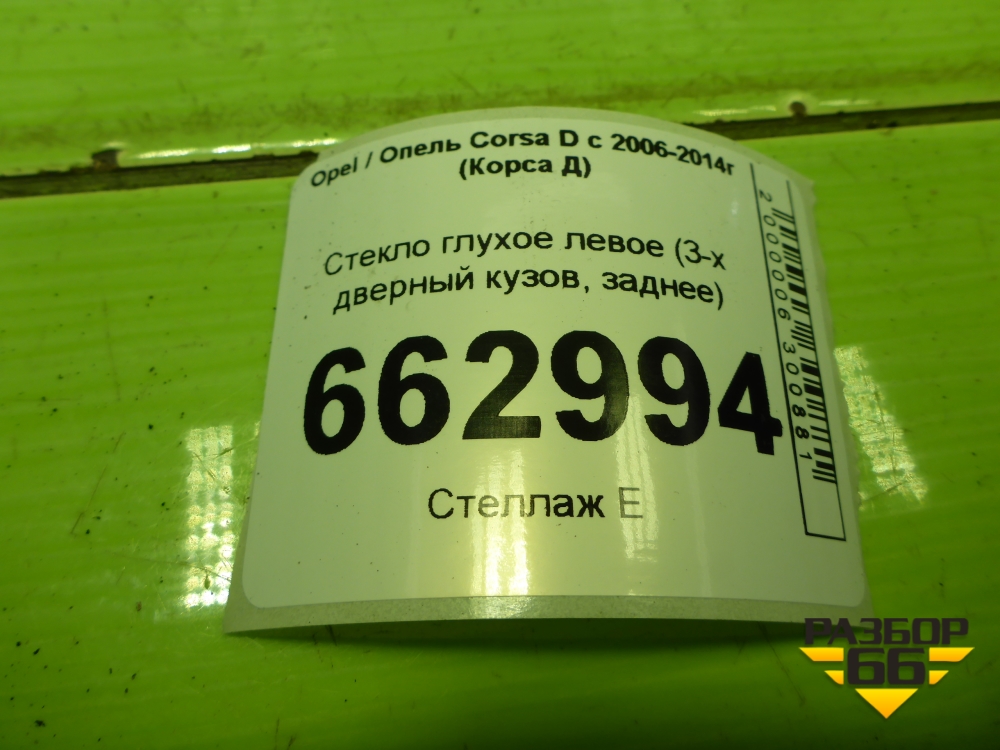 Opel / Опель Corsa D с 2006-2014г
(Корса Д)
Стекло глухое левое (3-х
дверный кузов, заднее)
662994
Стеллаж Е
2000006300881
РАЗБОР
66